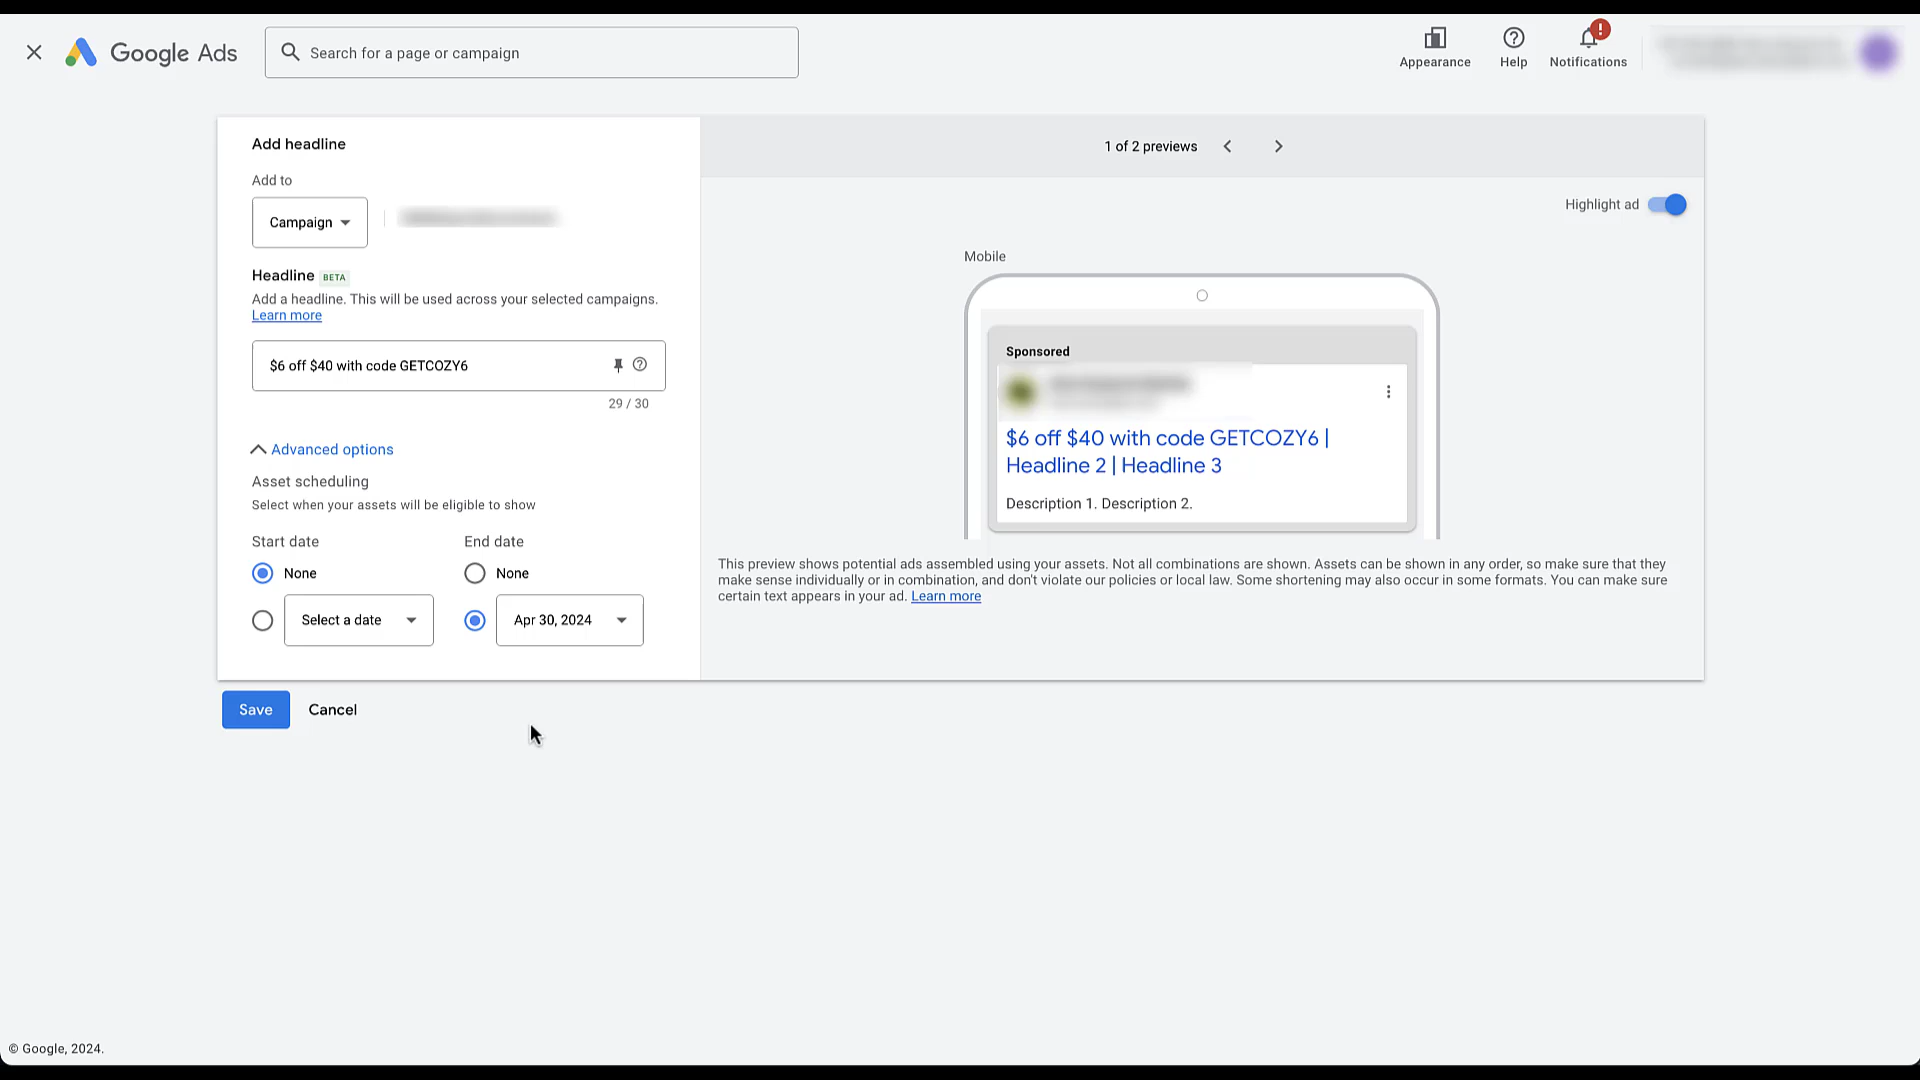 Google Ads
Search for a page or campaign
Appearance
Help
!
Notifications
Add headline
Add to
Campaign
Headline BETA
Add a headline. This will be used across your selected campaigns.
Learn more
$6 off $40 with code GETCOZY6
29 / 30
Advanced options
Asset scheduling
Select when your assets will be eligible to show
Start date
End date
None
None
Select a date
Apr 30, 2024
Save
Cancel
1 of 2 previews
Highlight ad
Mobile
Sponsored
$6 off $40 with code GETCOZY6 |
Headline 2 | Headline 3
Description 1. Description 2.
This preview shows potential ads assembled using your assets. Not all combinations are shown. Assets can be shown in any order, so make sure that they
make sense individually or in combination, and don't violate our policies or local law. Some shortening may also occur in some formats. You can make sure
certain text appears in your ad. Learn more
© Google, 2024.